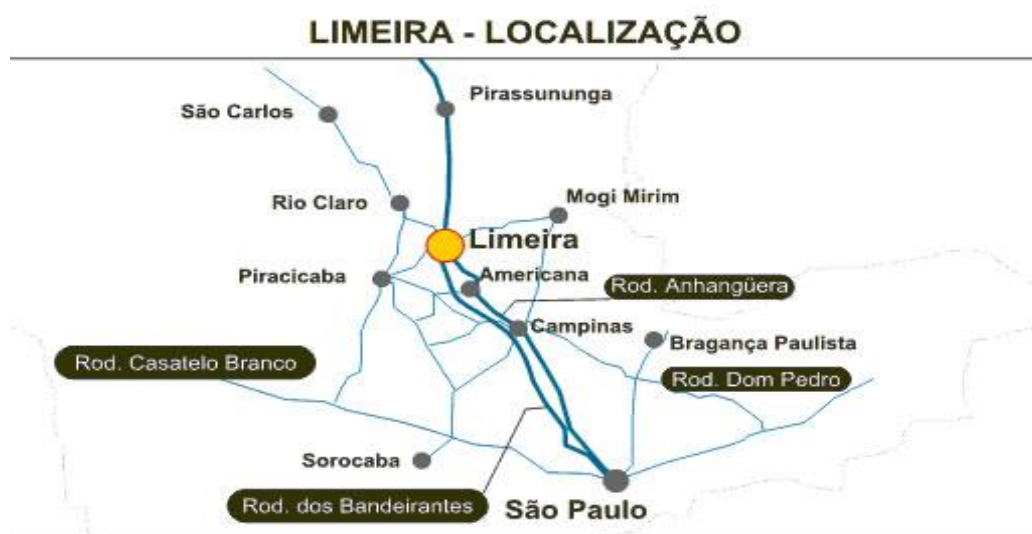 LIMEIRA - LOCALIZAÇÃO
Pirassununga
São Carlos
Rio Claro
Mogi Mirim
Limeira
Piracicaba
Americana
Rod. Anhangüera
Campinas
Bragança Paulista
Rod. Casatelo Branco
Rod. Dom Pedro
Sorocaba
Rod. dos Bandeirantes
São Paulo